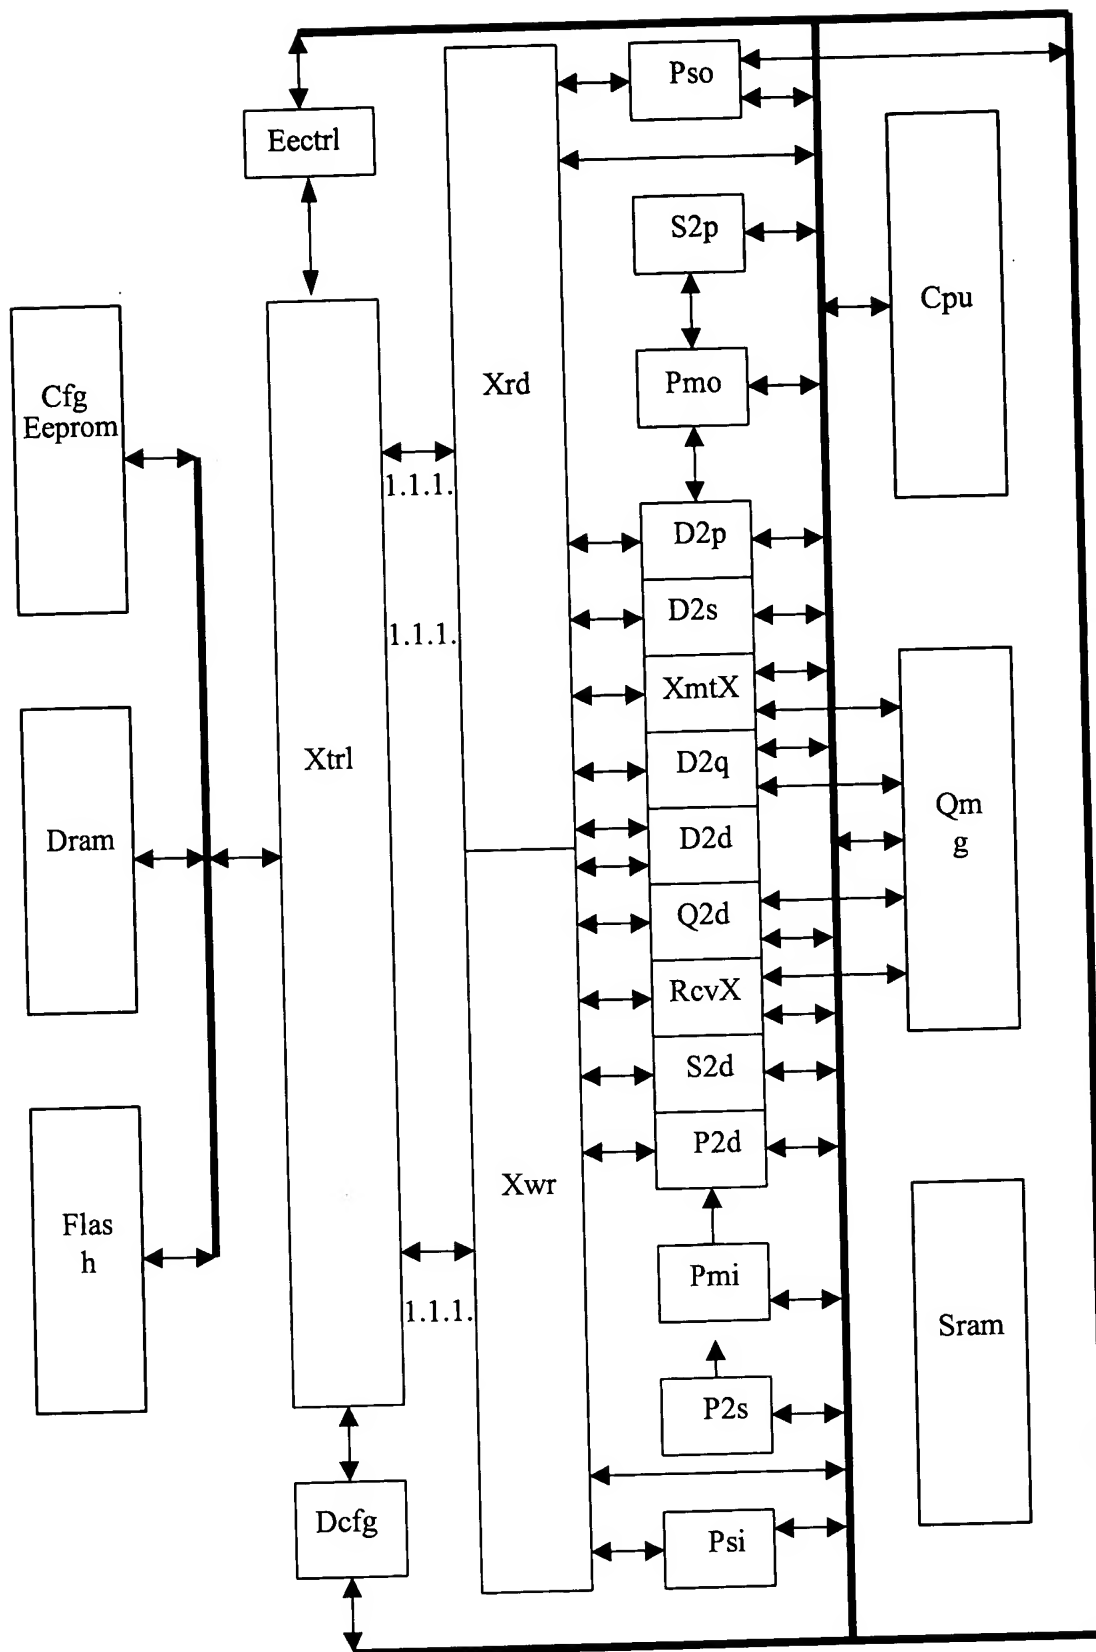 Pso
Eectrl
S2p
Cpu
Xrd
Pmo
Cfg
Eeprom
1.1.1.
D2p
D2s
1.1.1.
XmtX
D2q
Xtrl
Dram
D2d
Qm
g
Q2d
RcvX
S2d
P2d
Xwr
Flas
h
Pmi
1.1.1.
Sram
P2s
Dcfg
Psi